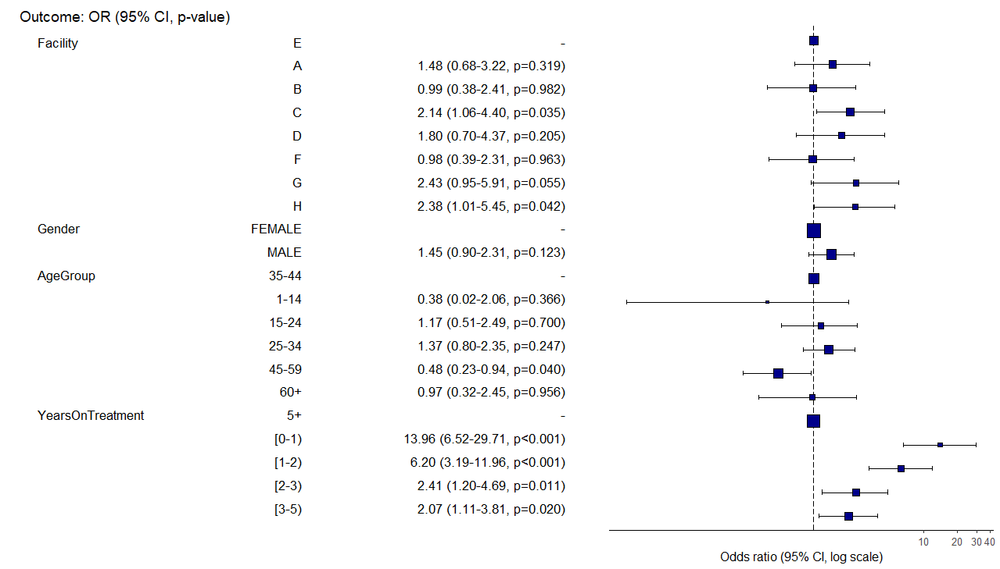 Outcome: OR (95% CI, p-value)
Facility E -
A 1.48 (0.68-3.22, p=0.319)
B 0.99 (0.38-2.41, p=0.982)
C 2.14 (1.06-4.40, p=0.035)
D 1.80 (0.70-4.37, p=0.205)
F 0.98 (0.39-2.31, p=0.963)
G 2.43 (0.95-5.91, p=0.055)
H 2.38 (1.01-5.45, p=0.042)
Gender FEMALE -
MALE 1.45 (0.90-2.31, p=0.123)
AgeGroup 35-44 -
1-14 0.38 (0.02-2.06, p=0.366)
15-24 1.17 (0.51-2.49, p=0.700)
25-34 1.37 (0.80-2.35, p=0.247)
45-59 0.48 (0.23-0.94, p=0.040)
60+ 0.97 (0.32-2.45, p=0.956)
YearsOnTreatment 5+ -
[0-1) 13.96 (6.52-29.71, p<0.001)
[1-2) 6.20 (3.19-11.96, p<0.001)
[2-3) 2.41 (1.20-4.69, p=0.011)
[3-5) 2.07 (1.11-3.81, p=0.020)
10 20 30 40
Odds ratio (95% CI, log scale)